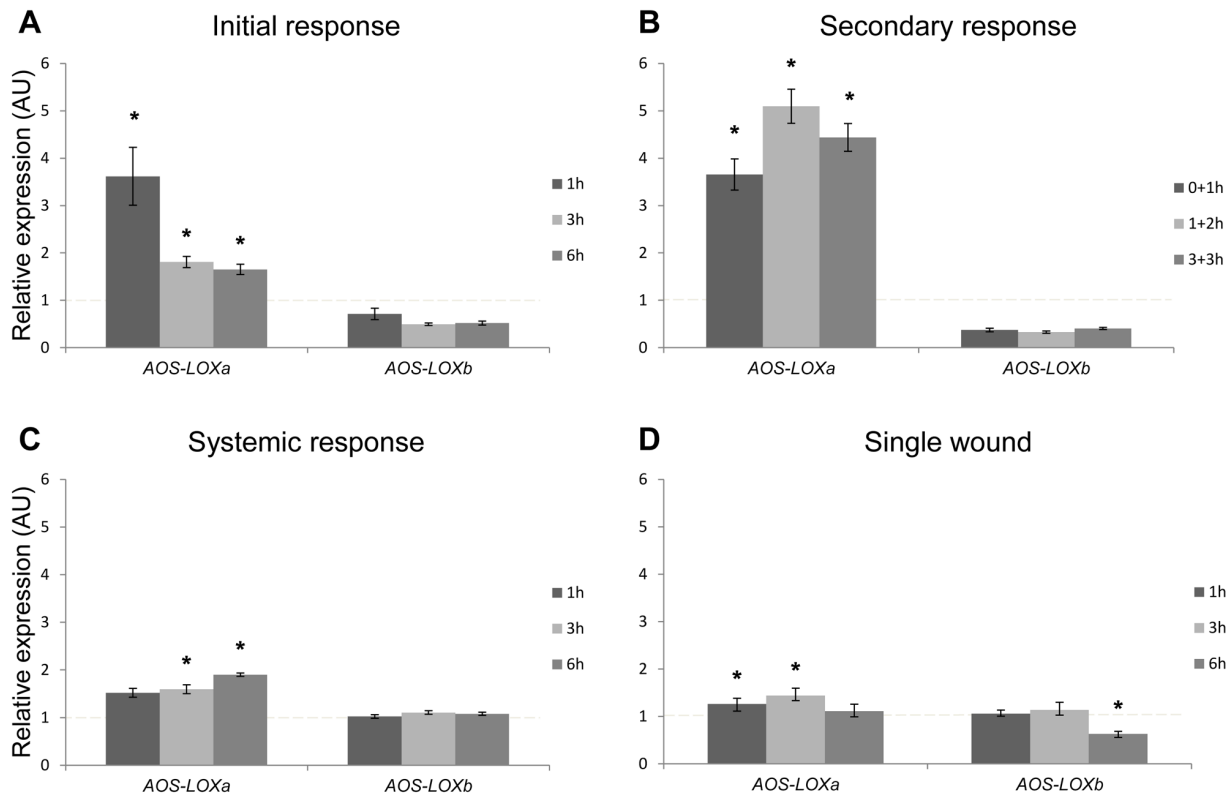 A
Initial response
Relative expression (AU)
6
5
4
3
2
1
0
*
*
*
AOS-LOXa
AOS-LOXb
1h
3h
6h
B
Secondary response
6
5
4
3
2
1
0
*
*
*
AOS-LOXa
AOS-LOXb
0+1h
1+2h
3+3h
C
Systemic response
Relative expression (AU)
6
5
4
3
2
1
0
*
*
AOS-LOXa
AOS-LOXb
1h
3h
6h
D
Single wound
6
5
4
3
2
1
0
*
*
*
AOS-LOXa
AOS-LOXb
1h
3h
6h